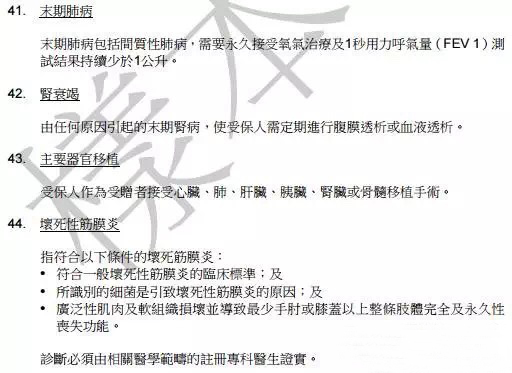 41. 末期肺病
末期肺病包括間質性肺病，需要永久接受氧氣治療及1秒用力呼氣量（FEV 1）測
試結果持續少於1公升。
42. 腎衰竭
由任何原因引起的末期腎病，使受保人需定期進行腹膜透析或血液透析。
43. 主要器官移植
受保人作為受贈者接受心臟、肺、肝臟、胰臟、腎臟或骨髓移植手術。
44. 壞死性筋膜炎
指符合以下條件的壞死筋膜炎：
• 符合一般壞死性筋膜炎的臨床標準；及
• 所識別的細菌是引致壞死性筋膜炎的原因；及
• 廣泛性肌肉及軟組織損壞並導致最少手肘或膝蓋以上整條肢體完全及永久性
喪失功能。
診斷必須由相關醫學範疇的註冊專科醫生證實。
樣本